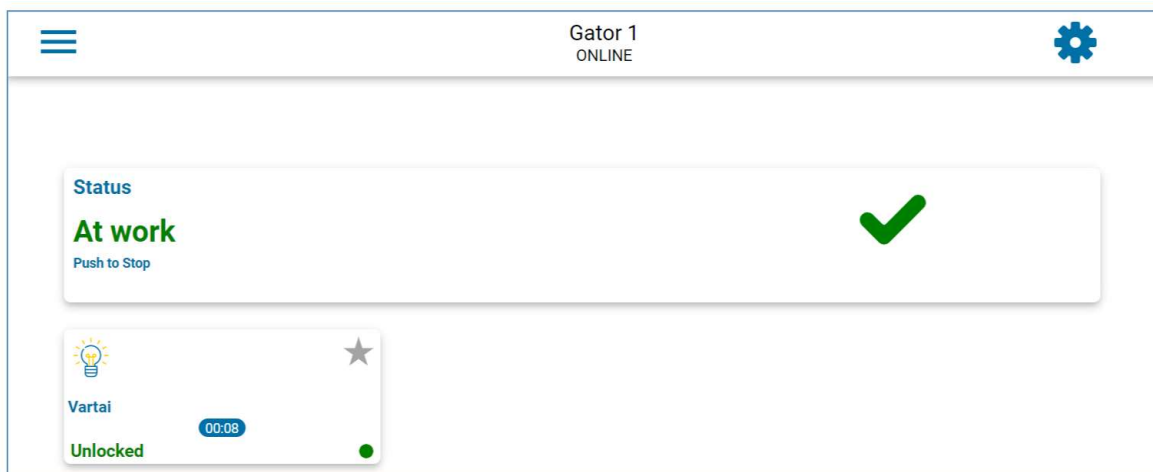 Gator 1
ONLINE
Status
At work
Push to Stop
Vartai
00:08
Unlocked